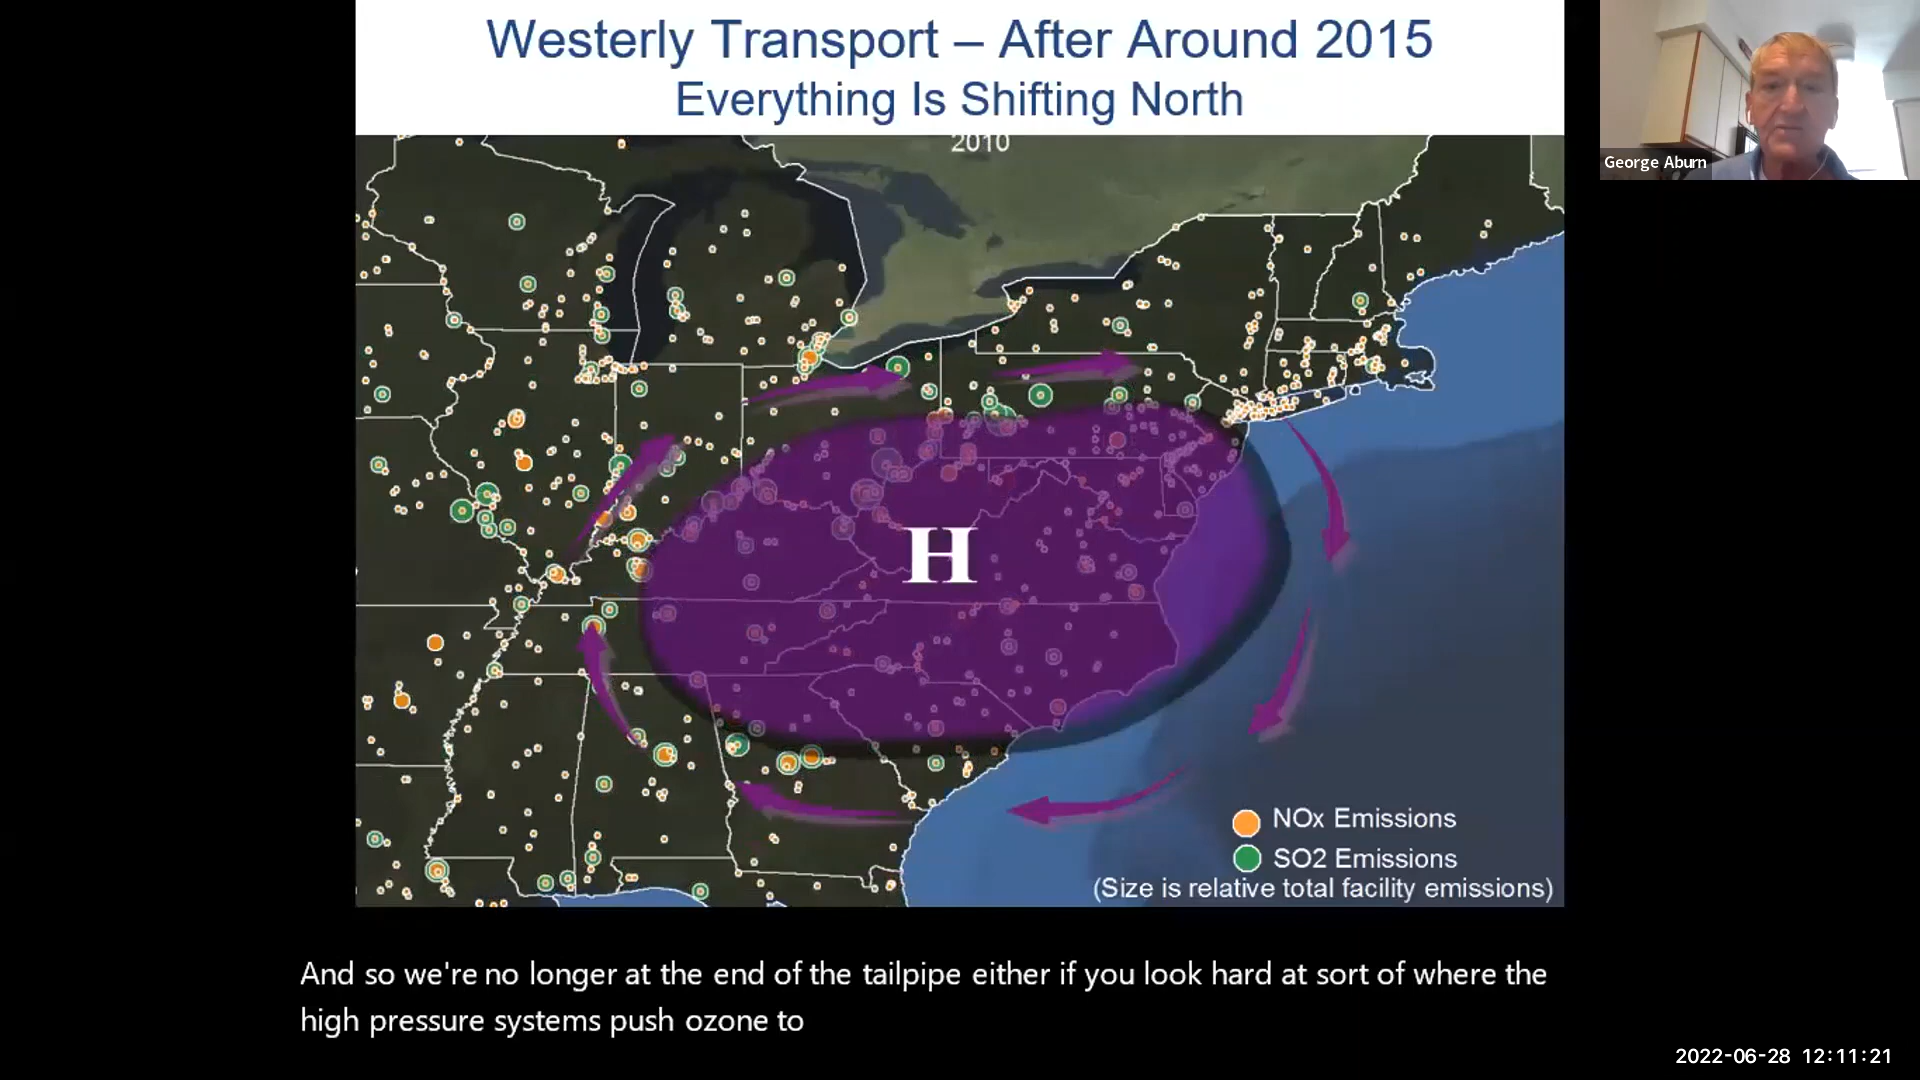 Westerly Transport – After Around 2015
Everything Is Shifting North
George Aburn
2010
H
NOx Emissions
SO2 Emissions
(Size is relative total facility emissions)
And so we're no longer at the end of the tailpipe either if you look hard at sort of where the
high pressure systems push ozone to
2022-06-28 12:11:21